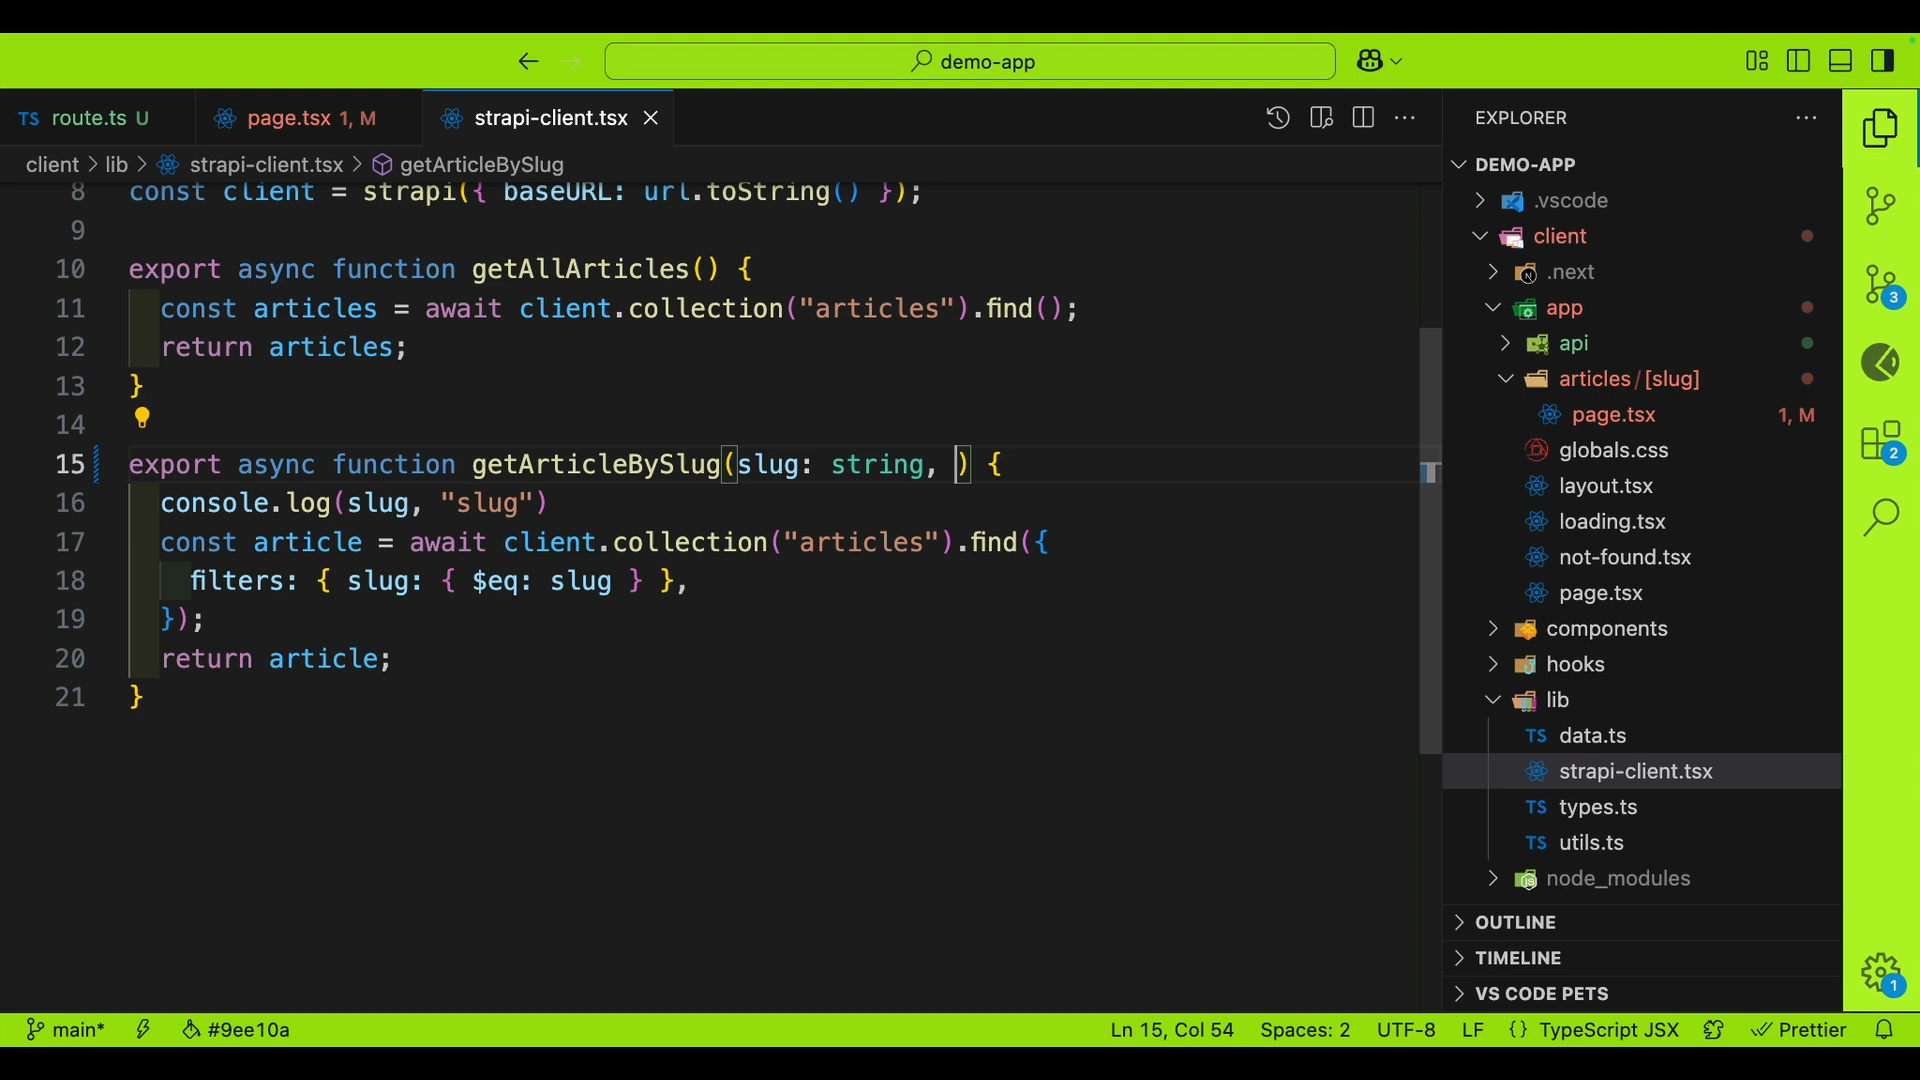 demo-app
TS route.ts U
page.tsx 1, M
strapi-client.tsx
client > lib > strapi-client.tsx > getArticleBySlug
8 const client = strapi({ baseURL: url.toString() });
9
10 export async function getAllArticles() {
11 const articles = await client.collection("articles").find();
12 return articles;
13 }
14
15 export async function getArticleBySlug(slug: string, ) {
16 console.log(slug, "slug")
17 const article = await client.collection("articles").find({
18 filters: { slug: { $eq: slug } },
19 });
20 return article;
21 }
EXPLORER
DEMO-APP
.vscode
client
.next
app
api
articles/[slug]
page.tsx 1, M
globals.css
layout.tsx
loading.tsx
not-found.tsx
page.tsx
components
hooks
lib
TS data.ts
strapi-client.tsx
TS types.ts
TS utils.ts
node_modules
OUTLINE
TIMELINE
VS CODE PETS
3
2
1
main* #9ee10a Ln 15, Col 54 Spaces: 2 UTF-8 LF {} TypeScript JSX Prettier